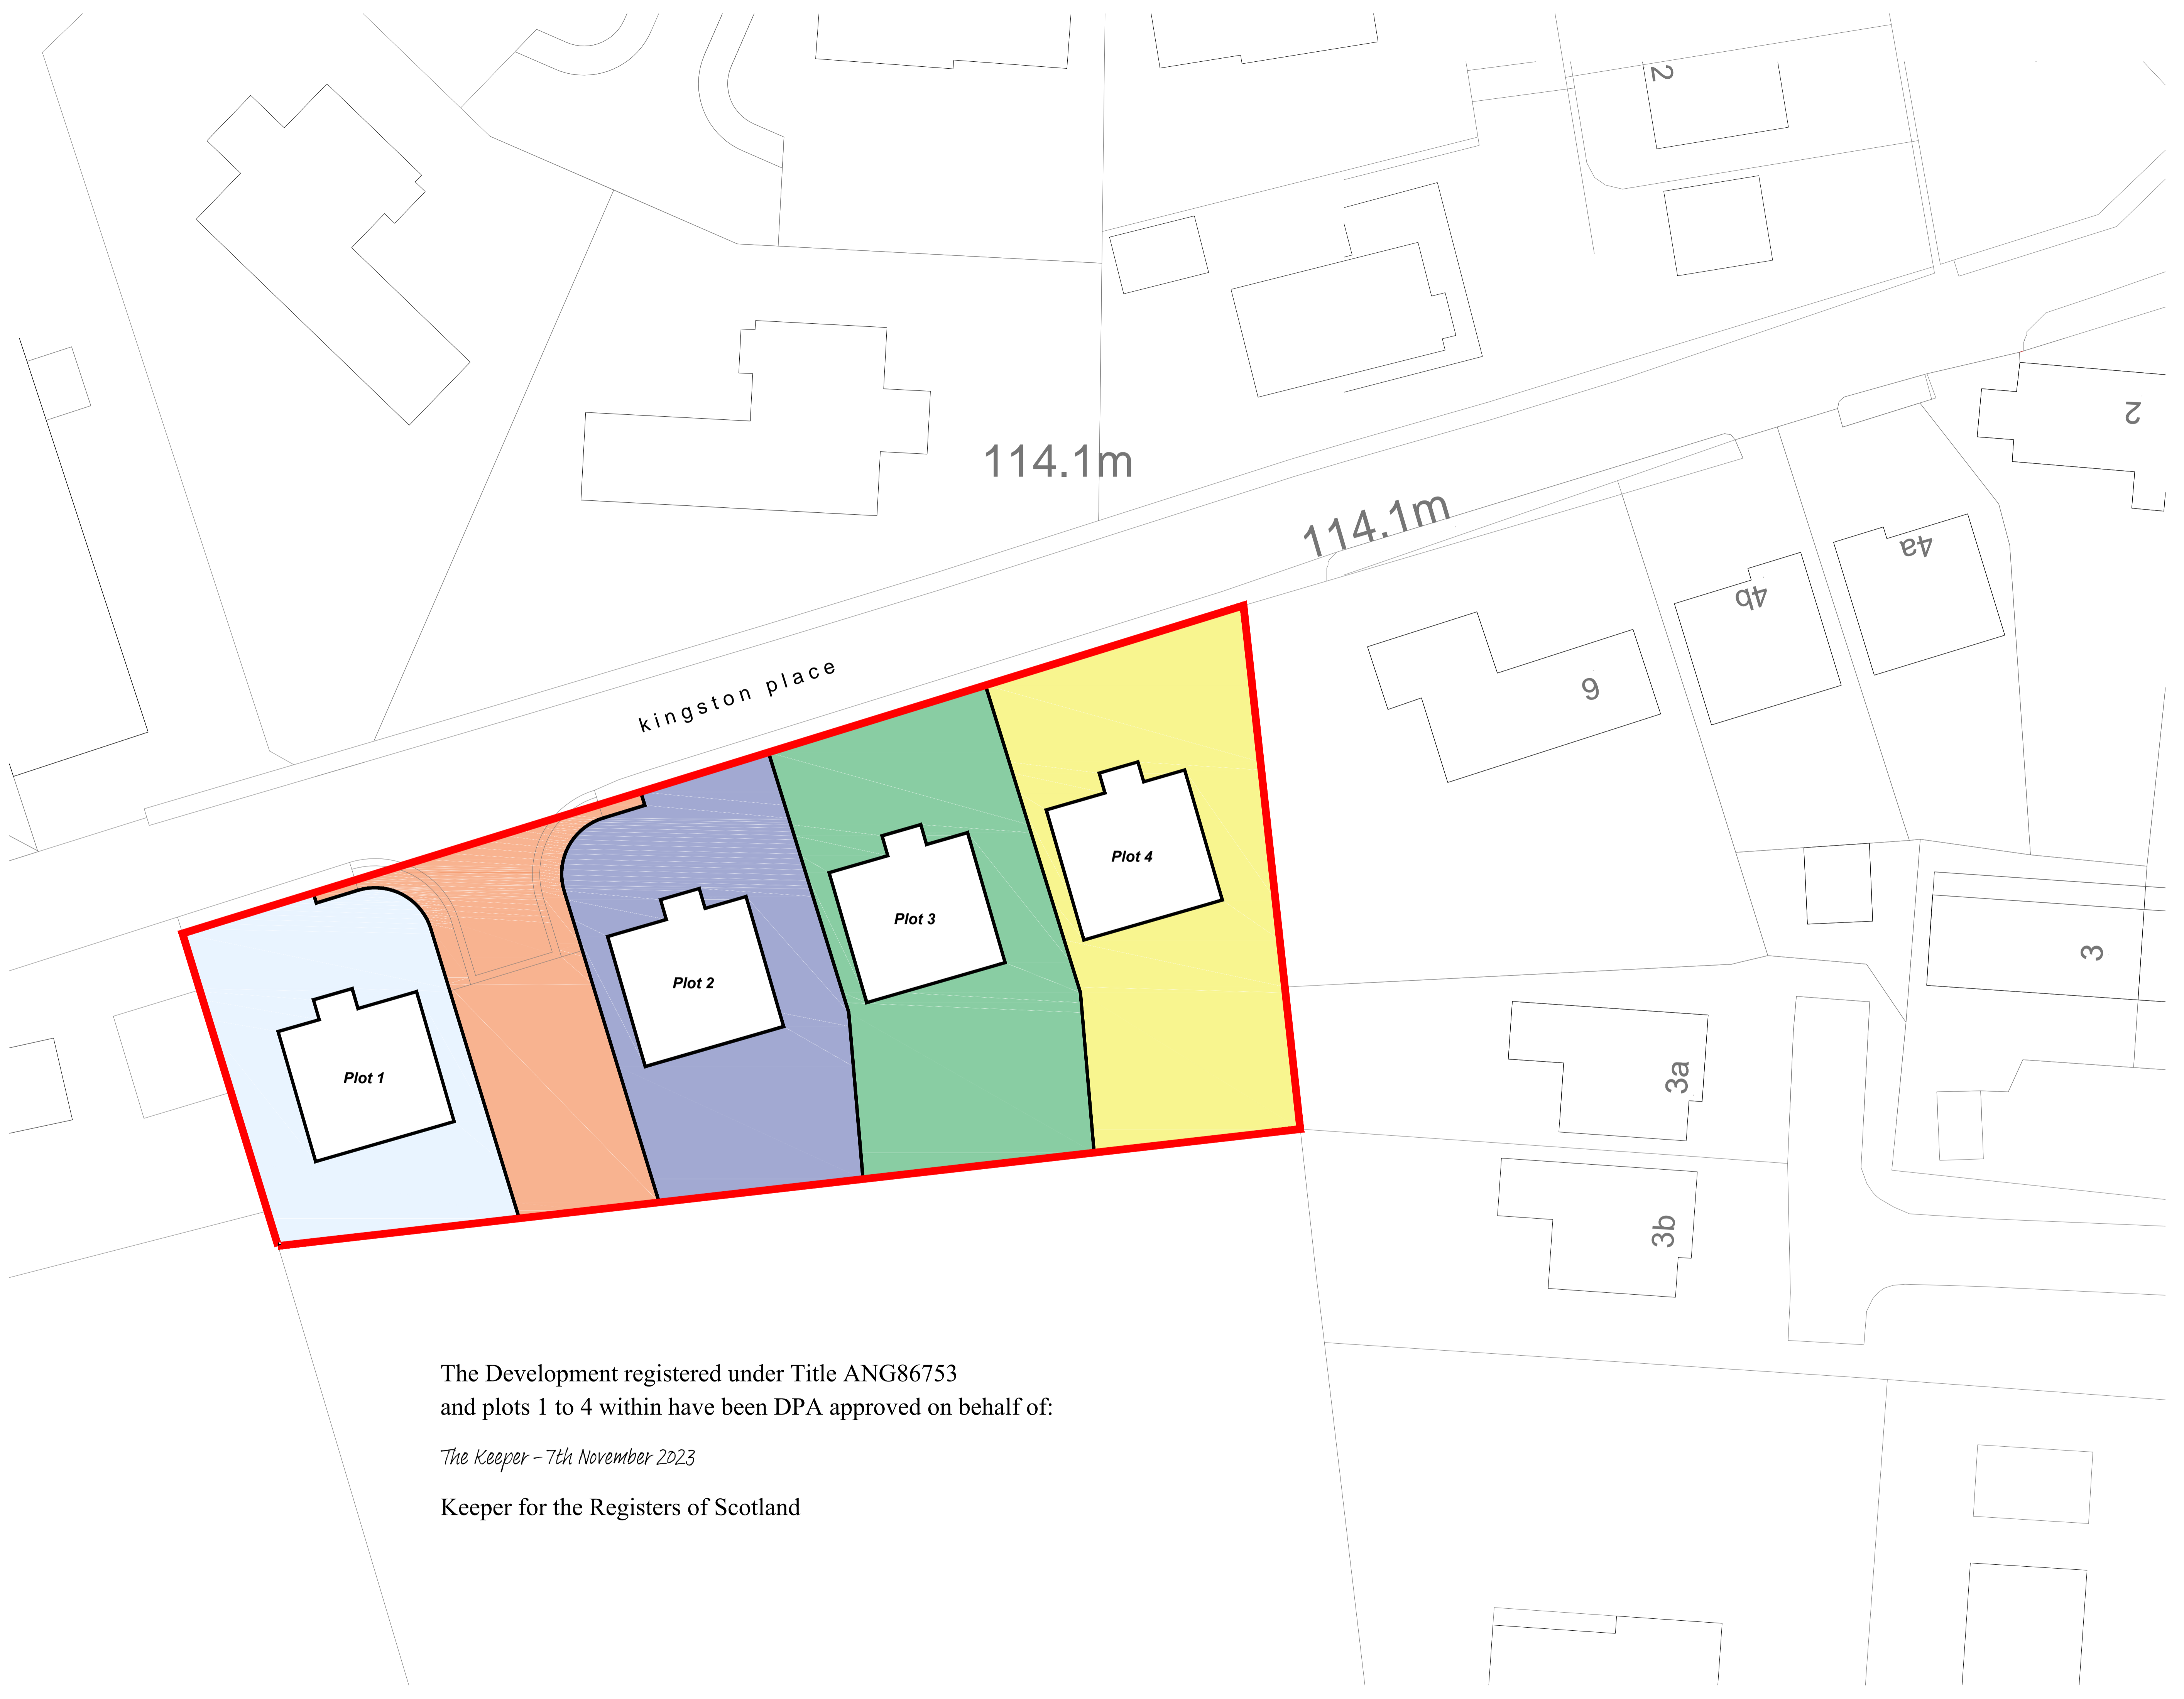 2
114.1m
2
114.1m
4a
4b
6
kingston place
Plot 4
Plot 3
3
Plot 2
Plot 1
3a
3b
The Development registered under Title ANG86753
and plots 1 to 4 within have been DPA approved on behalf of:
The Keeper - 7th November 2023
Keeper for the Registers of Scotland